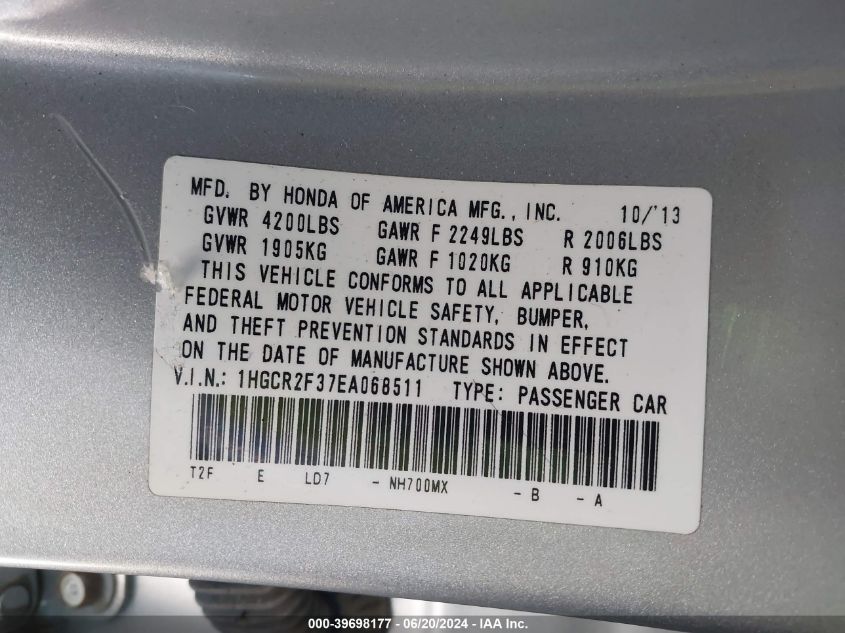 MFD. BY HONDA OF AMERICA MFG., INC. 10/'13
GVWR 4200LBS GAWR F 2249LBS R 2006LBS
GVWR 1905KG GAWR F 1020KG R 910KG
THIS VEHICLE CONFORMS TO ALL APPLICABLE
FEDERAL MOTOR VEHICLE SAFETY, BUMPER,
AND THEFT PREVENTION STANDARDS IN EFFECT
ON THE DATE OF MANUFACTURE SHOWN ABOVE.
V.I.N.: 1HGCR2F37EA068511 TYPE: PASSENGER CAR
T2F E LD7 - NH700MX - B - A
000-39698177 - 06/20/2024 - IAAI Inc.